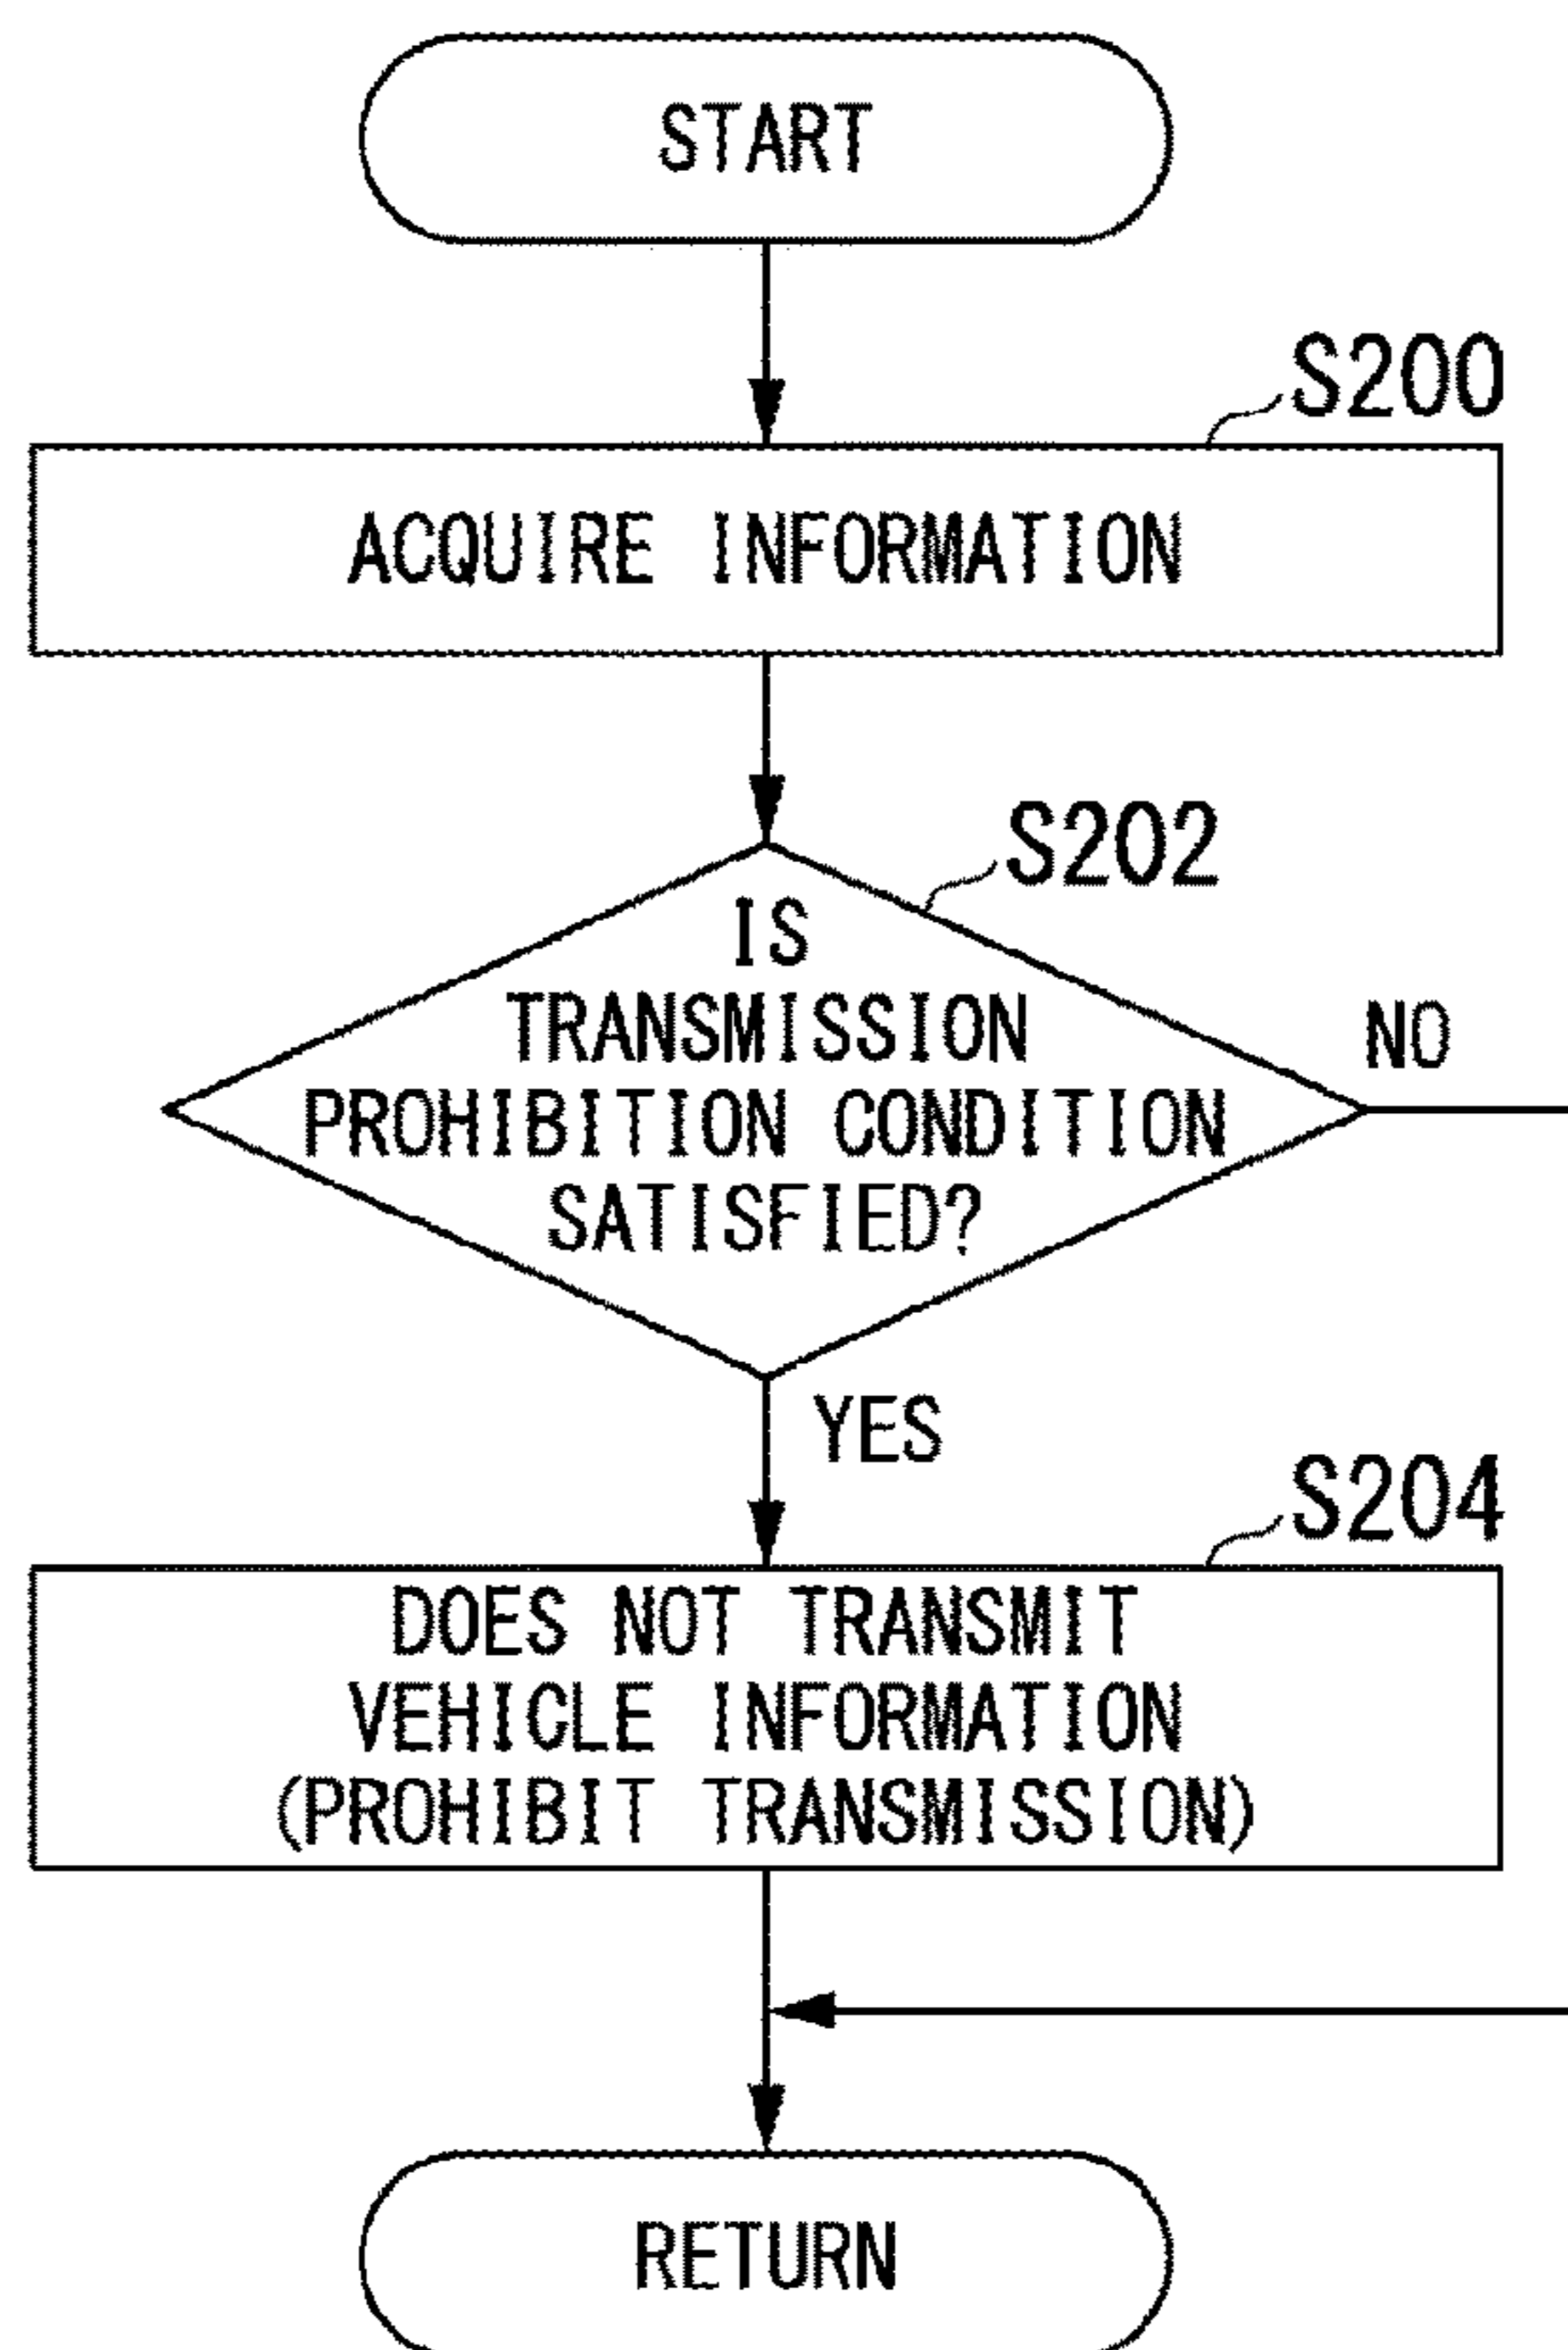 START
S200
ACQUIRE INFORMATION
S202
IS
TRANSMISSION
PROHIBITION CONDITION
SATISFIED?
NO
YES
S204
DOES NOT TRANSMIT
VEHICLE INFORMATION
(PROHIBIT TRANSMISSION)
RETURN